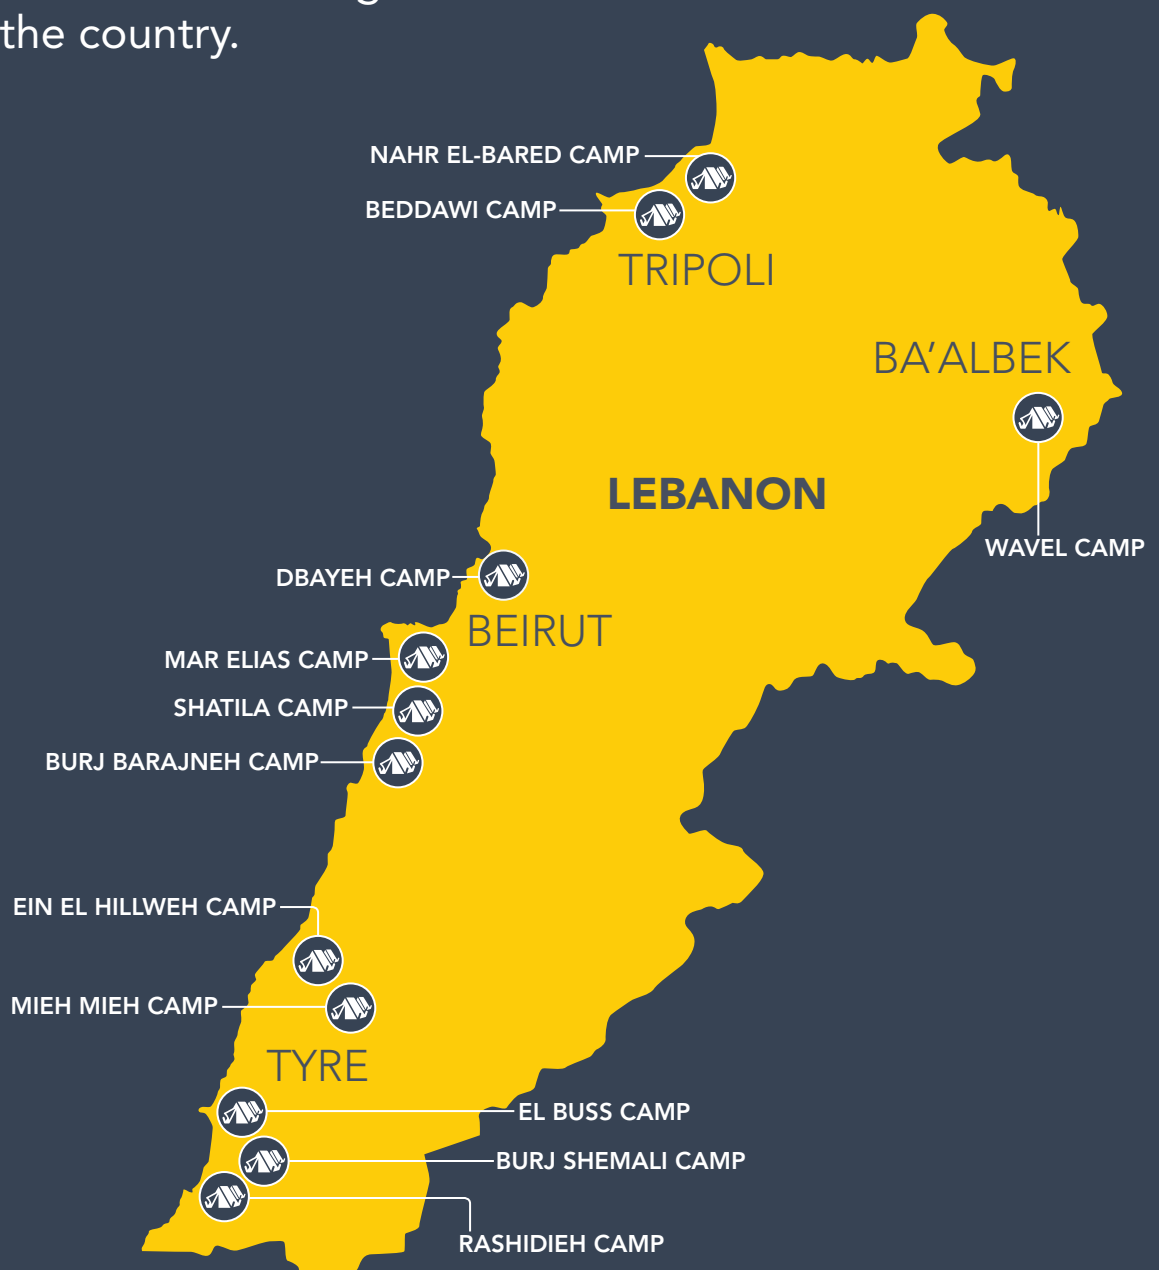 the country.
NAHR EL-BARED CAMP
BEDDAWI CAMP
TRIPOLI
BA’ALBEK
LEBANON
WAVEL CAMP
DBAYEH CAMP
BEIRUT
MAR ELIAS CAMP
SHATILA CAMP
BURJ BARAJNEH CAMP
EIN EL HILLWEH CAMP
MIEH MIEH CAMP
TYRE
EL BUSS CAMP
BURJ SHEMALI CAMP
RASHIDIEH CAMP